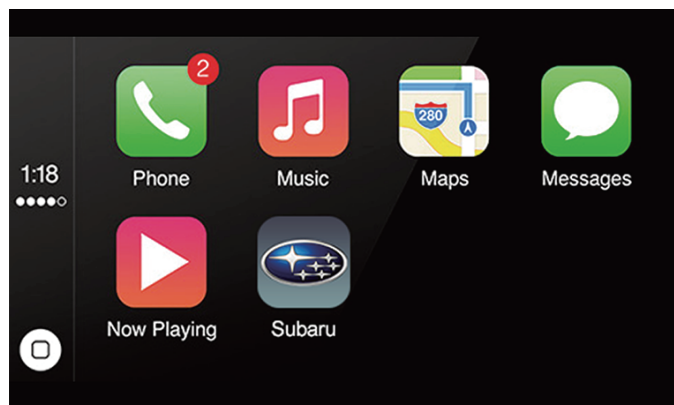 2
280
Phone
Music
Maps
Messages
1:18
Now Playing
Subaru